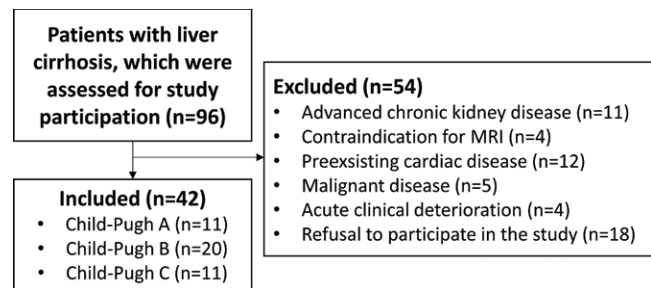 Patients with liver
cirrhosis, which were
assessed for study
participation (n=96)
Excluded (n=54)
• Advanced chronic kidney disease (n=11)
• Contraindication for MRI (n=4)
• Preexsisting cardiac disease (n=12)
• Malignant disease (n=5)
• Acute clinical deterioration (n=4)
• Refusal to participate in the study (n=18)
Included (n=42)
• Child-Pugh A (n=11)
• Child-Pugh B (n=20)
• Child-Pugh C (n=11)